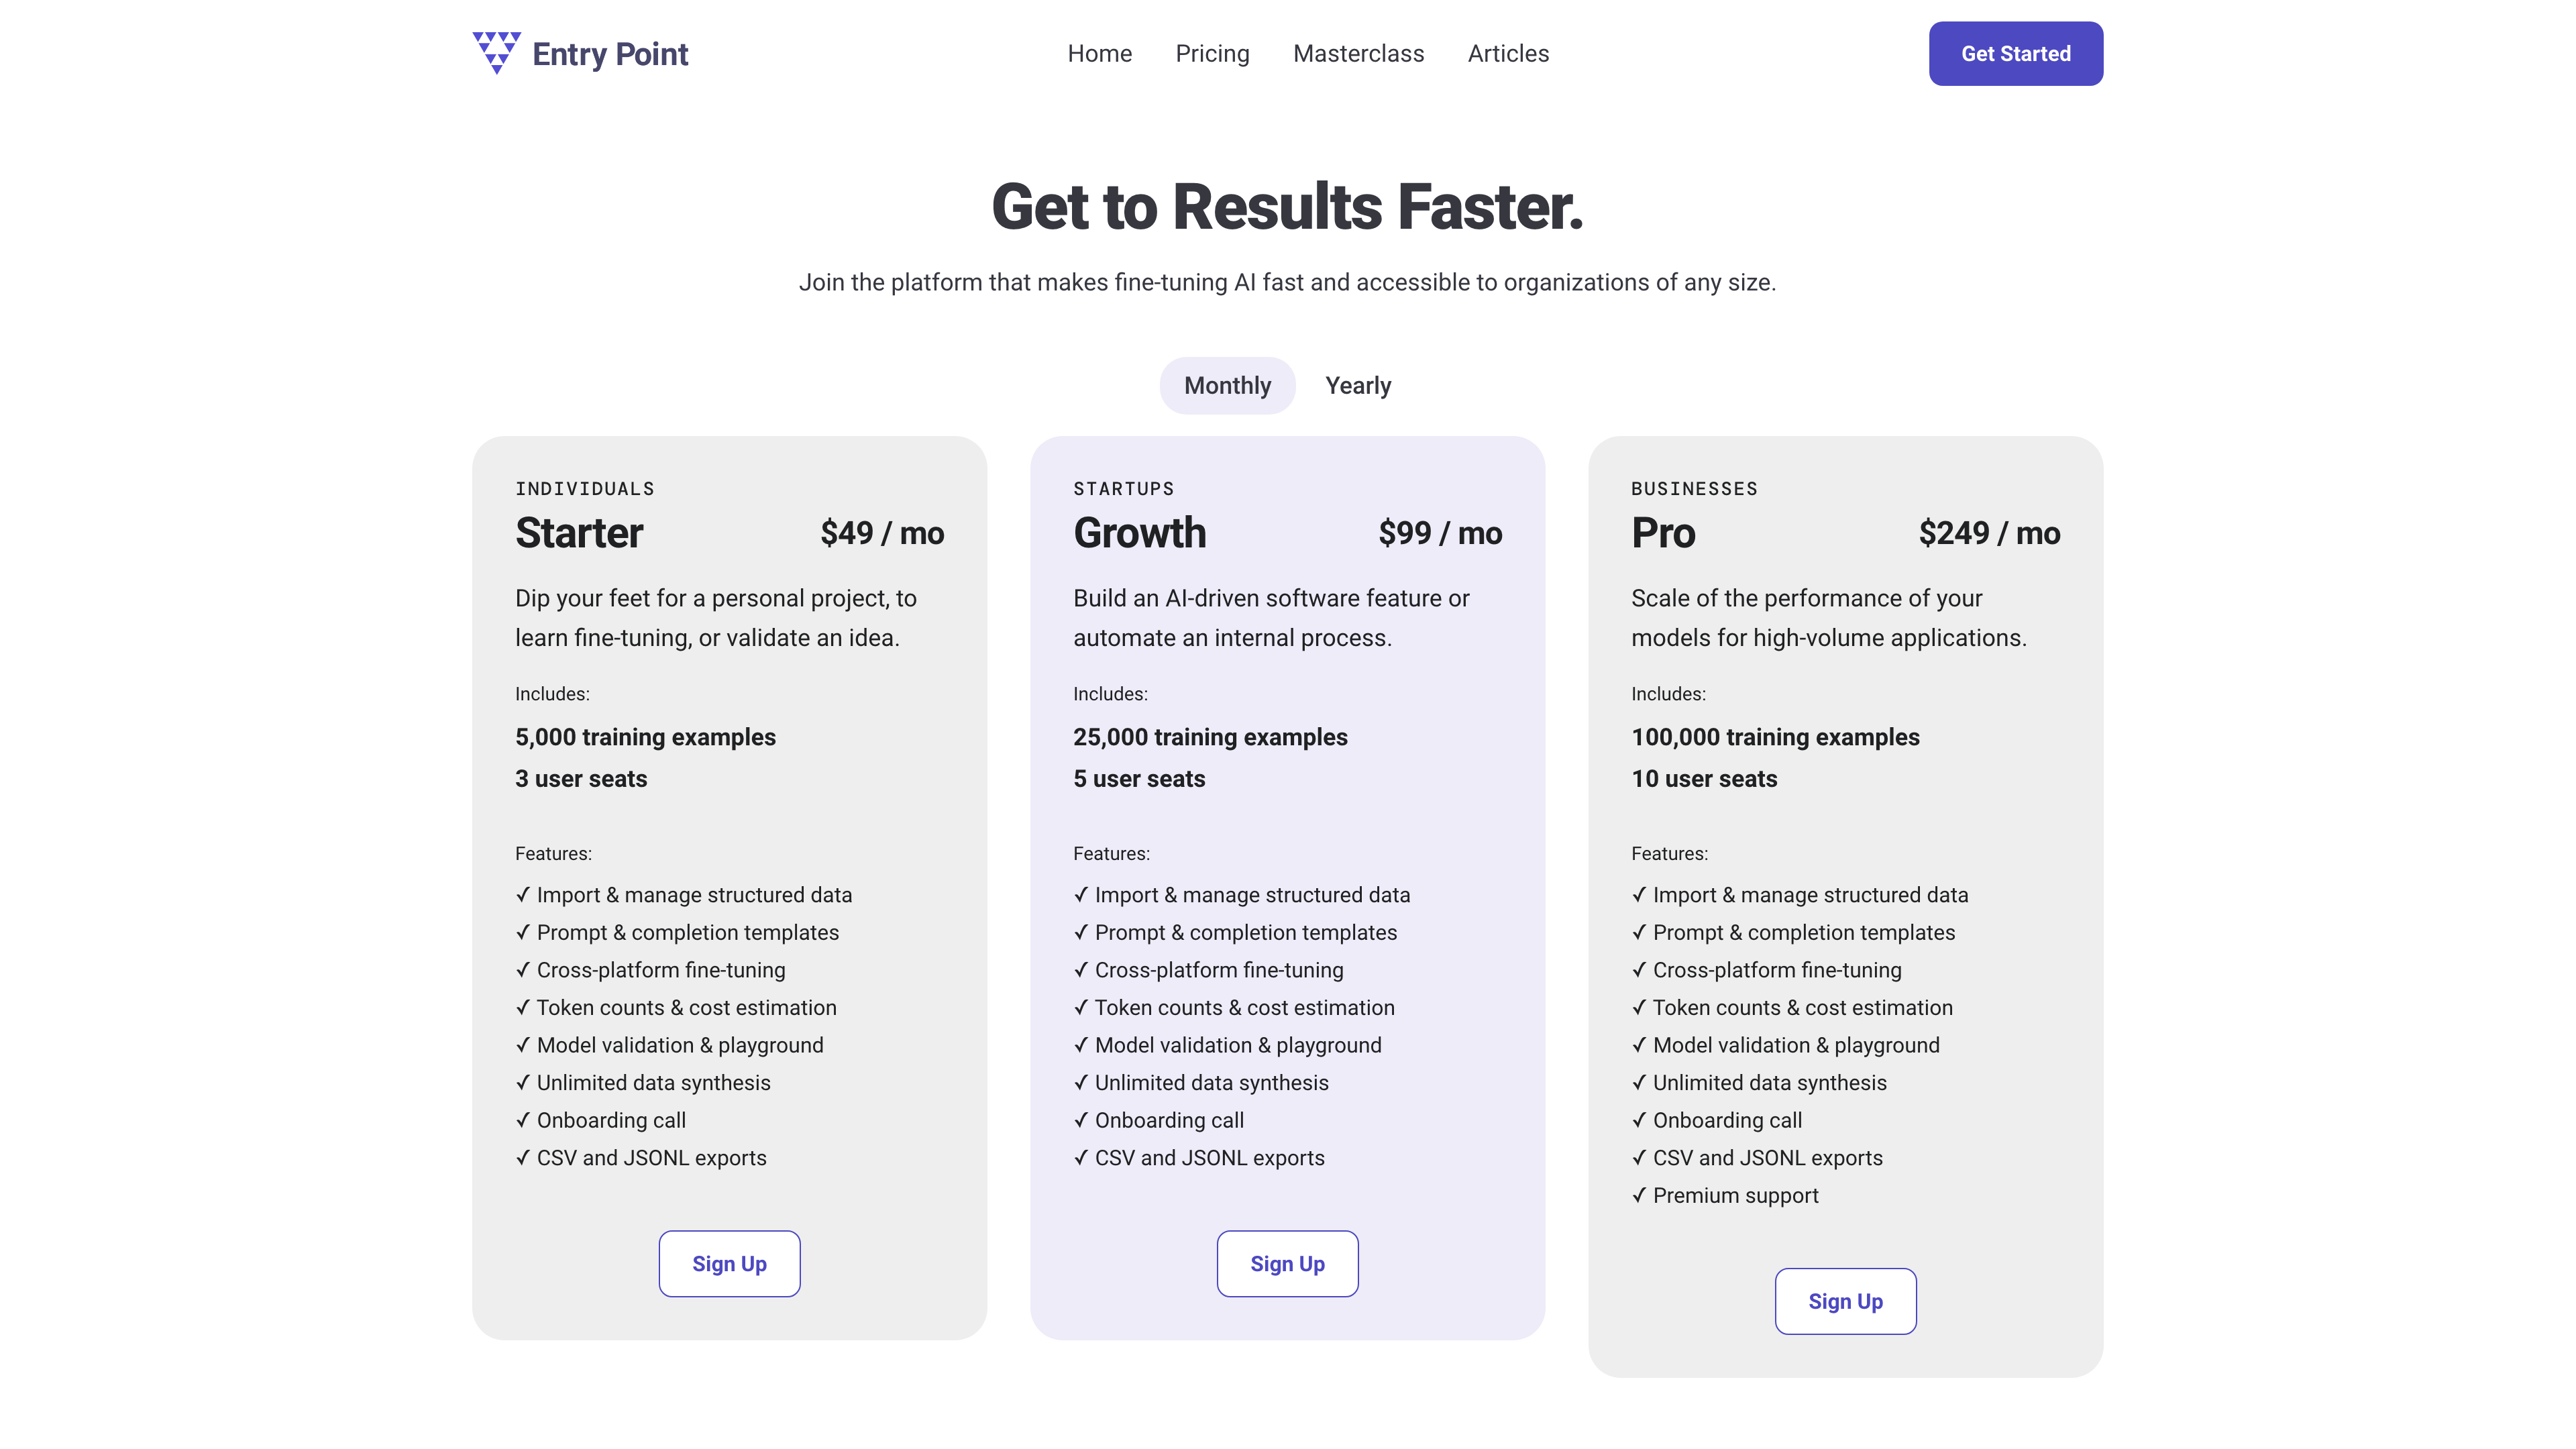 Entry Point
Home
Pricing
Masterclass
Articles
Get Started
Get to Results Faster.
Join the platform that makes fine-tuning AI fast and accessible to organizations of any size.
Monthly
Yearly
INDIVIDUALS
Starter
$49 / mo
Dip your feet for a personal project, to
learn fine-tuning, or validate an idea.
Includes:
5,000 training examples
3 user seats
Features:
✓ Import & manage structured data
✓ Prompt & completion templates
✓ Cross-platform fine-tuning
✓ Token counts & cost estimation
✓ Model validation & playground
✓ Unlimited data synthesis
✓ Onboarding call
✓ CSV and JSONL exports
Sign Up
STARTUPS
Growth
$99 / mo
Build an AI-driven software feature or
automate an internal process.
Includes:
25,000 training examples
5 user seats
Features:
✓ Import & manage structured data
✓ Prompt & completion templates
✓ Cross-platform fine-tuning
✓ Token counts & cost estimation
✓ Model validation & playground
✓ Unlimited data synthesis
✓ Onboarding call
✓ CSV and JSONL exports
Sign Up
BUSINESSES
Pro
$249 / mo
Scale of the performance of your
models for high-volume applications.
Includes:
100,000 training examples
10 user seats
Features:
✓ Import & manage structured data
✓ Prompt & completion templates
✓ Cross-platform fine-tuning
✓ Token counts & cost estimation
✓ Model validation & playground
✓ Unlimited data synthesis
✓ Onboarding call
✓ CSV and JSONL exports
✓ Premium support
Sign Up